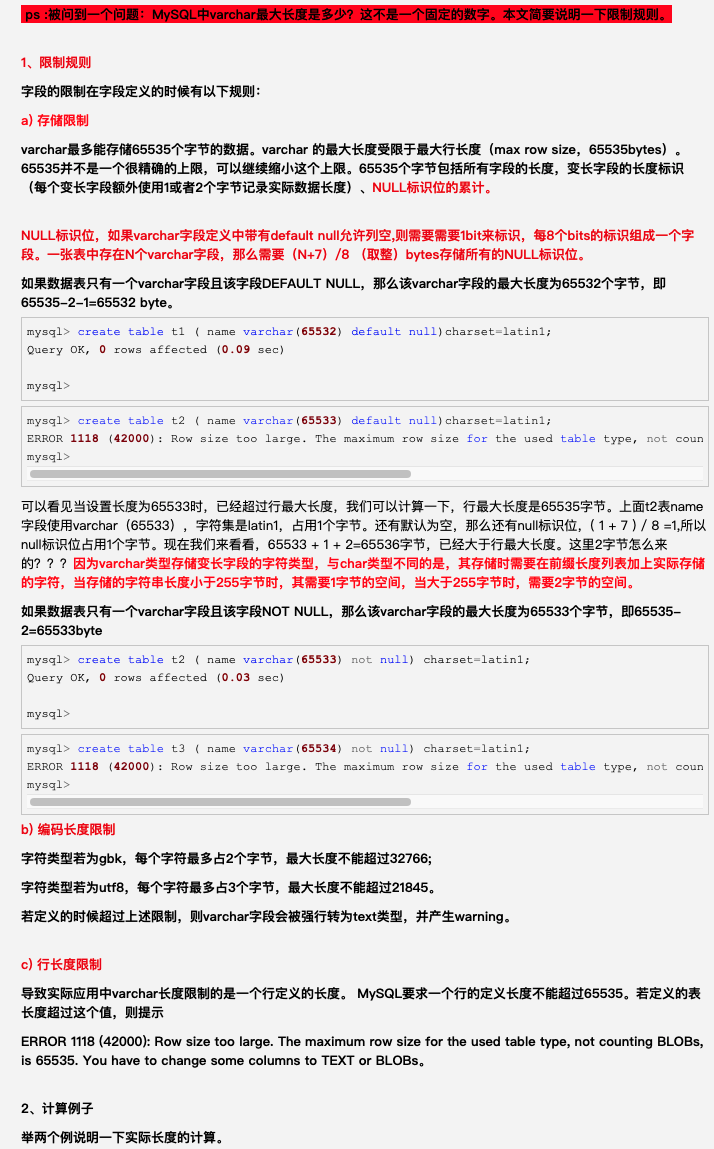 ps :被问到一个问题：MySQL中varchar最大长度是多少？这不是一个固定的数字。本文简要说明一下限制规则。
1、限制规则
字段的限制在字段定义的时候有以下规则：
a) 存储限制
varchar最多能存储65535个字节的数据。varchar 的最大长度受限于最大行长度（max row size，65535bytes）。
65535并不是一个很精确的上限，可以继续缩小这个上限。65535个字节包括所有字段的长度，变长字段的长度标识
（每个变长字段额外使用1或者2个字节记录实际数据长度）、NULL标识位的累计。
NULL标识位，如果varchar字段定义中带有default null允许列空,则需要需要1bit来标识，每8个bits的标识组成一个字
段。一张表中存在N个varchar字段，那么需要（N+7）/8 （取整）bytes存储所有的NULL标识位。
如果数据表只有一个varchar字段且该字段DEFAULT NULL，那么该varchar字段的最大长度为65532个字节，即
65535-2-1=65532 byte。
mysql> create table t1 ( name varchar(65532) default null)charset=latin1;
Query OK, 0 rows affected (0.09 sec)
mysql>
mysql> create table t2 ( name varchar(65533) default null)charset=latin1;
ERROR 1118 (42000): Row size too large. The maximum row size for the used table type, not coun
mysql>
可以看见当设置长度为65533时，已经超过行最大长度，我们可以计算一下，行最大长度是65535字节。上面t2表name
字段使用varchar（65533），字符集是latin1，占用1个字节。还有默认为空，那么还有null标识位，( 1 + 7 ) / 8 =1,所以
null标识位占用1个字节。现在我们来看看，65533 + 1 + 2=65536字节，已经大于行最大长度。这里2字节怎么来
的？？？因为varchar类型存储变长字段的字符类型，与char类型不同的是，其存储时需要在前缀长度列表加上实际存储
的字符，当存储的字符串长度小于255字节时，其需要1字节的空间，当大于255字节时，需要2字节的空间。
如果数据表只有一个varchar字段且该字段NOT NULL，那么该varchar字段的最大长度为65533个字节，即65535-
2=65533byte
mysql> create table t2 ( name varchar(65533) not null) charset=latin1;
Query OK, 0 rows affected (0.03 sec)
mysql>
mysql> create table t3 ( name varchar(65534) not null) charset=latin1;
ERROR 1118 (42000): Row size too large. The maximum row size for the used table type, not coun
mysql>
b) 编码长度限制
字符类型若为gbk，每个字符最多占2个字节，最大长度不能超过32766;
字符类型若为utf8，每个字符最多占3个字节，最大长度不能超过21845。
若定义的时候超过上述限制，则varchar字段会被强行转为text类型，并产生warning。
c) 行长度限制
导致实际应用中varchar长度限制的是一个行定义的长度。 MySQL要求一个行的定义长度不能超过65535。若定义的表
长度超过这个值，则提示
ERROR 1118 (42000): Row size too large. The maximum row size for the used table type, not counting BLOBs,
is 65535. You have to change some columns to TEXT or BLOBs。
2、计算例子
举两个例说明一下实际长度的计算。